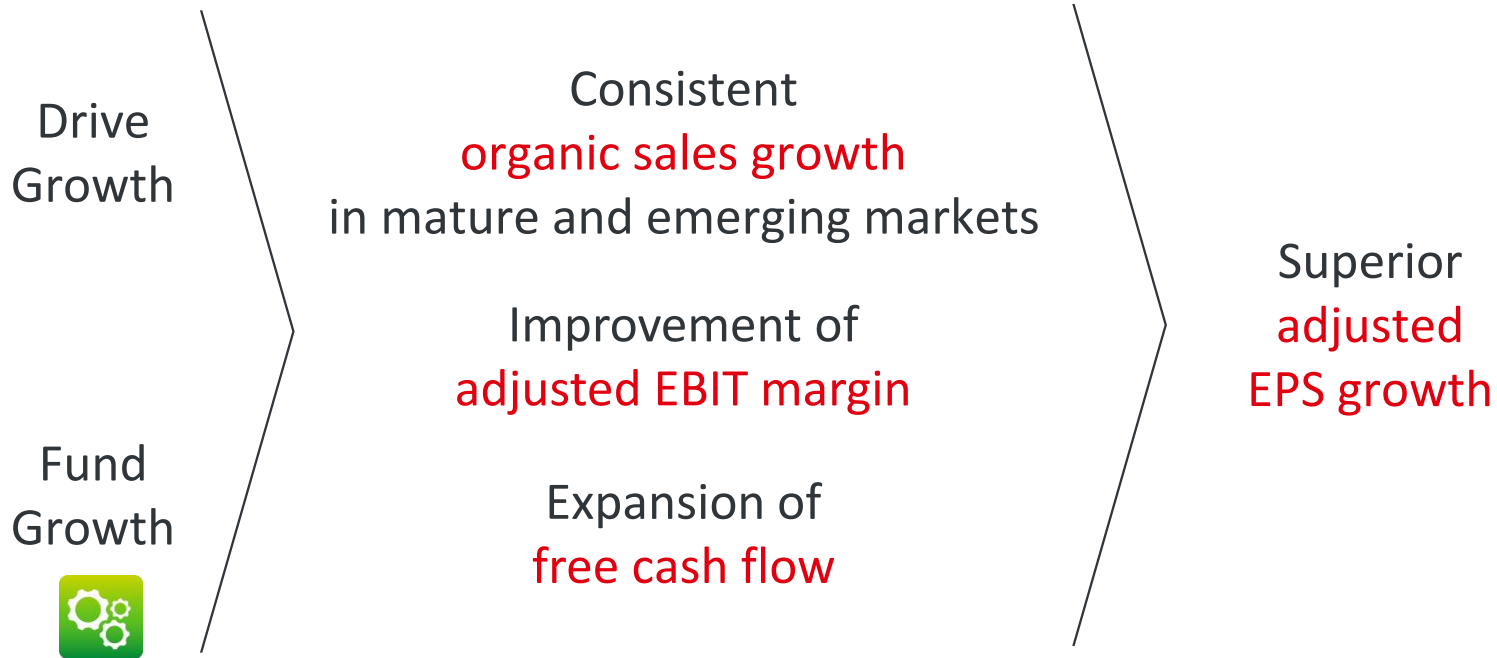 Drive
Growth
Fund
Growth
Consistent
organic sales growth
in mature and emerging markets
Improvement of
adjusted EBIT margin
Expansion of
free cash flow
Superior
adjusted
EPS growth